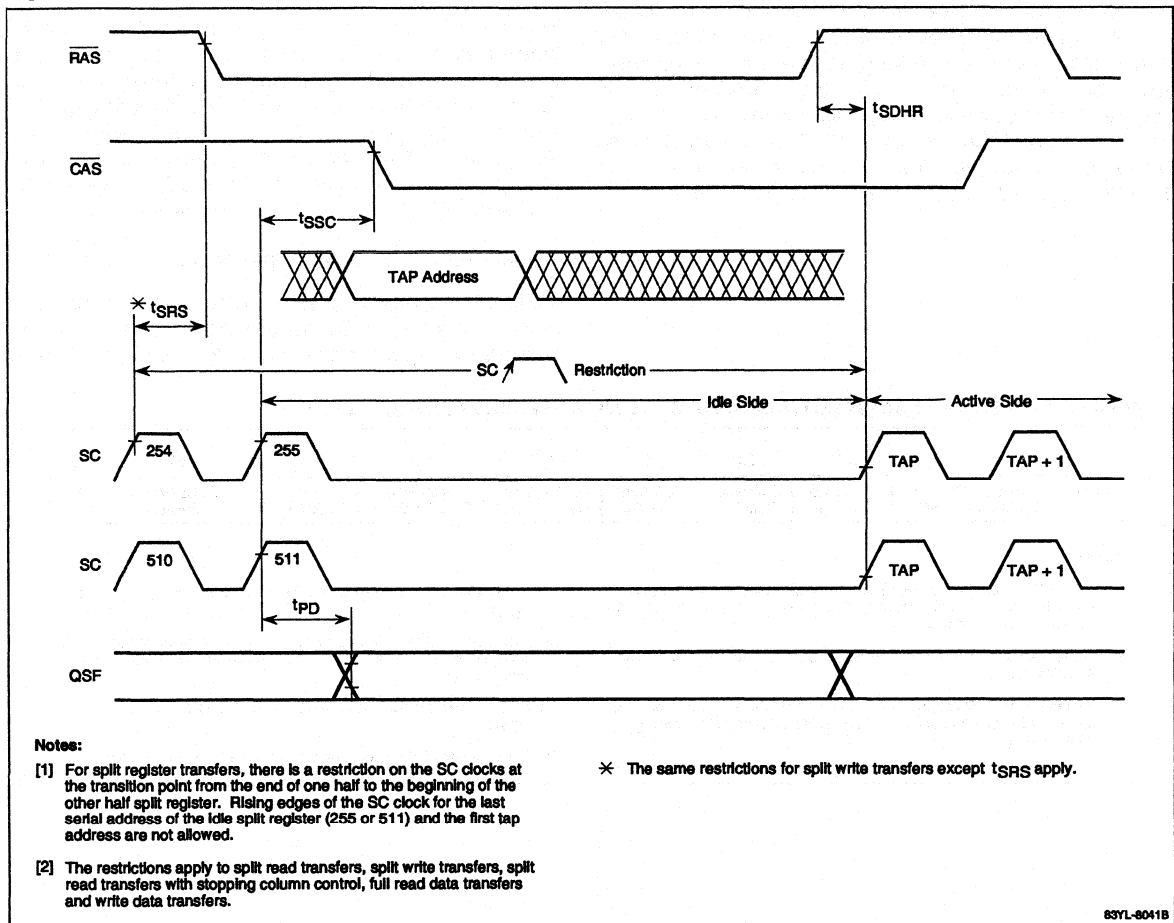 RAS
tSDHR
CAS
tSSC
TAP Address
* tSRS
SC Restriction
Idle Side
Active Side
SC 254 255 TAP TAP + 1
SC 510 511 TAP TAP + 1
tPD
QSF
Notes:
[1] For split register transfers, there is a restriction on the SC clocks at
the transition point from the end of one half to the beginning of the
other half split register. Rising edges of the SC clock for the last
serial address of the idle split register (255 or 511) and the first tap
address are not allowed.
[2] The restrictions apply to split read transfers, split write transfers, split
read transfers with stopping column control, full read data transfers
and write data transfers.
* The same restrictions for split write transfers except tSRS apply.
83YL-8041B